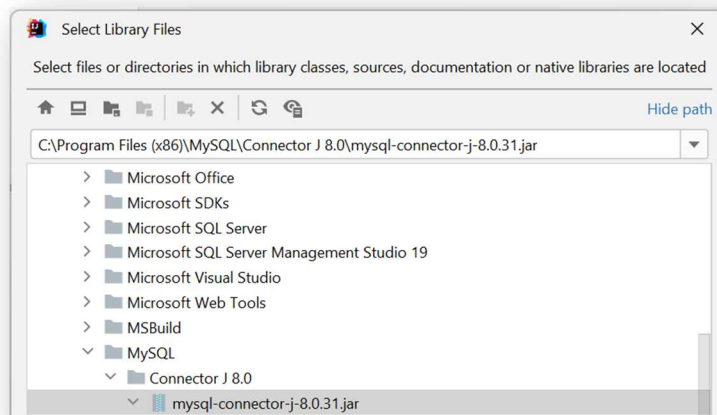 Select Library Files
Select files or directories in which library classes, sources, documentation or native libraries are located
Hide path
C:\Program Files (x86)\MySQL\Connector J 8.0\mysql-connector-j-8.0.31.jar
Microsoft Office
Microsoft SDKs
Microsoft SQL Server
Microsoft SQL Server Management Studio 19
Microsoft Visual Studio
Microsoft Web Tools
MSBuild
MySQL
Connector J 8.0
mysql-connector-j-8.0.31.jar